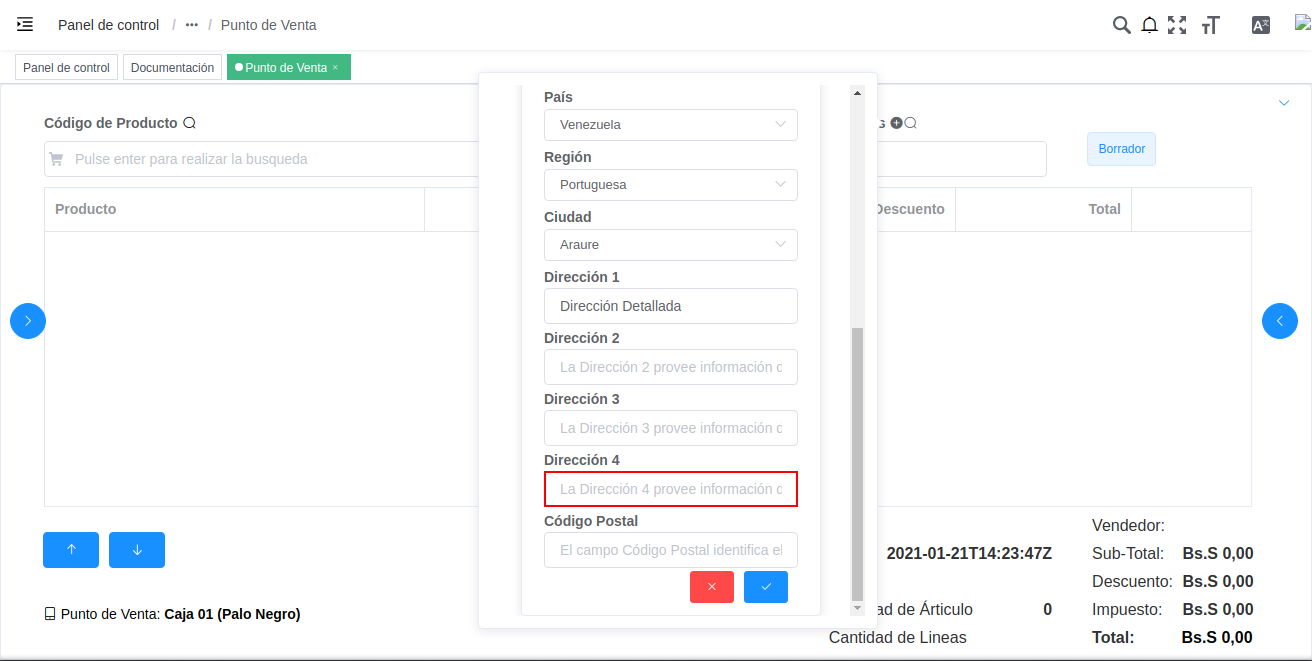 Panel de control / ••• / Punto de Venta
Panel de control
Documentación
Punto de Venta ×
Código de Producto
Pulse enter para realizar la busqueda
Borrador
Producto
Descuento
Total
País
Venezuela
Región
Portuguesa
Ciudad
Araure
Dirección 1
Dirección Detallada
Dirección 2
La Dirección 2 provee información d
Dirección 3
La Dirección 3 provee información d
Dirección 4
La Dirección 4 provee información d
Código Postal
El campo Código Postal identifica el
Punto de Venta: Caja 01 (Palo Negro)
2021-01-21T14:23:47Z
ad de Árticulo 0
Cantidad de Lineas
Vendedor:
Sub-Total: Bs.S 0,00
Descuento: Bs.S 0,00
Impuesto: Bs.S 0,00
Total: Bs.S 0,00